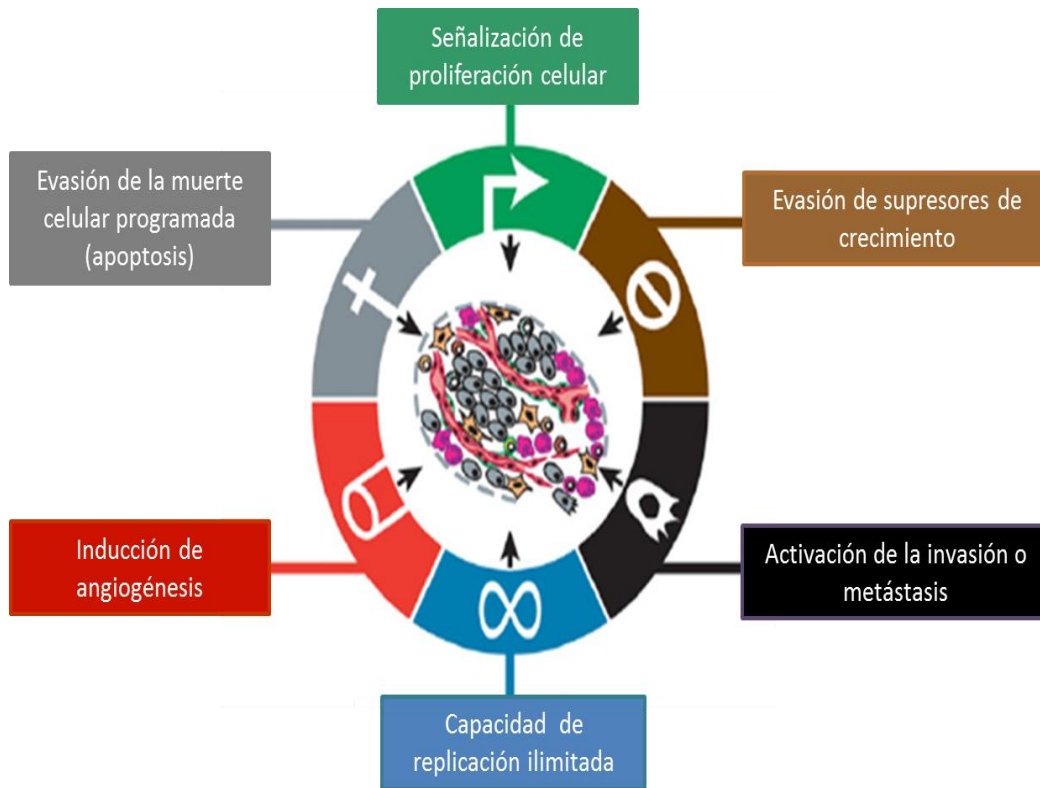 Señalización de
proliferación celular
Evasión de la muerte
celular programada
(apoptosis)
Evasión de supresores de
crecimiento
Inducción de
angiogénesis
Activación de la invasión o
metástasis
Capacidad de
replicación ilimitada